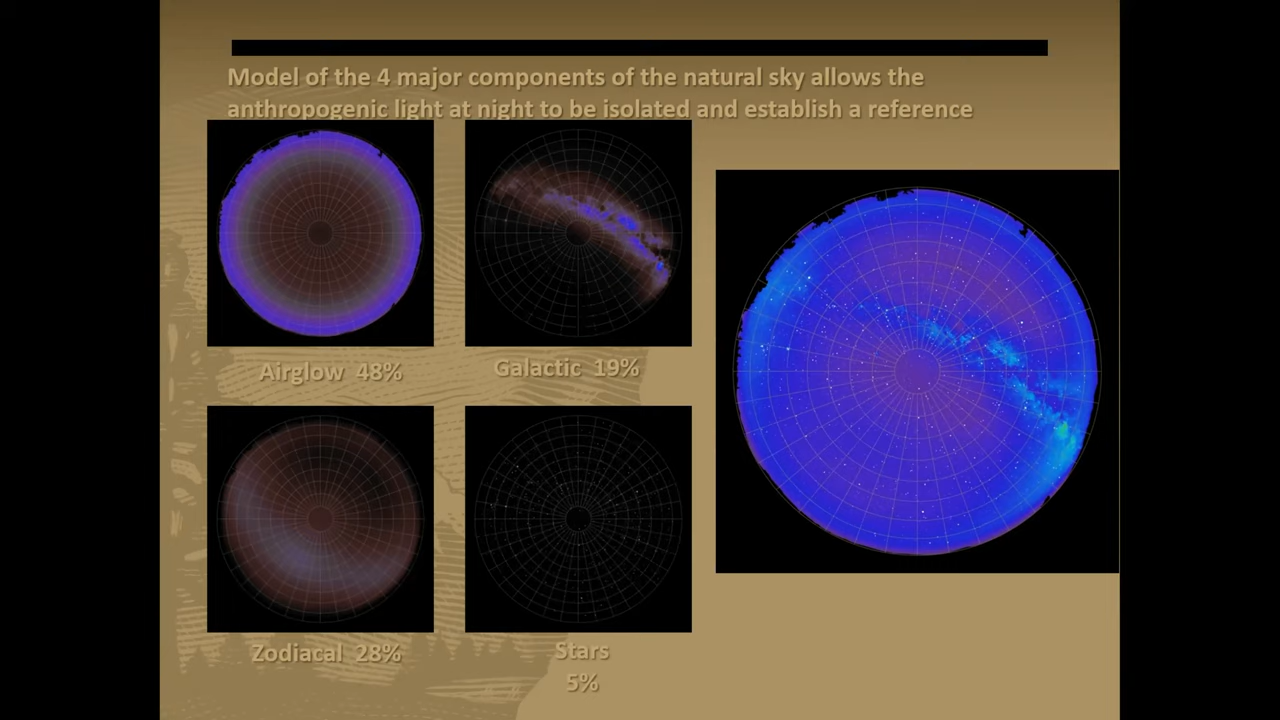 Model of the 4 major components of the natural sky allows the
anthropogenic light at night to be isolated and establish a reference
Airglow 48%
Galactic 19%
Zodiacal 28%
Stars
5%